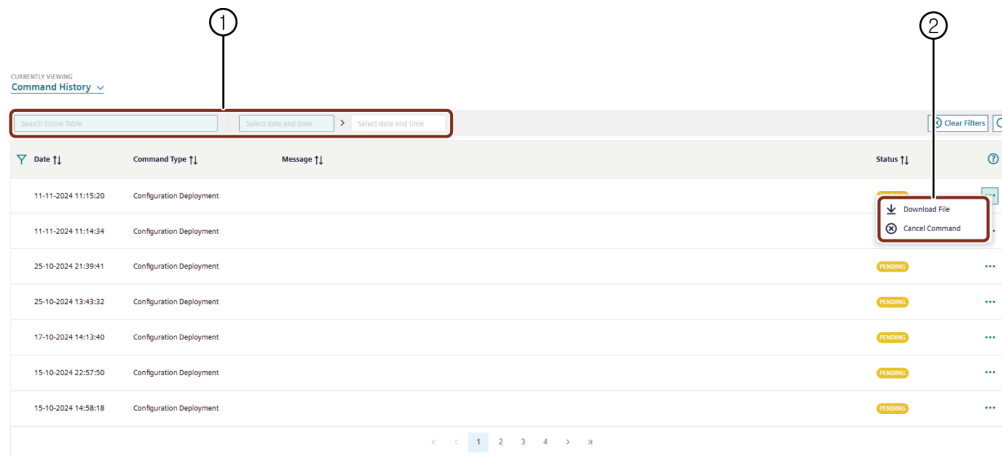 1
2
CURRENTLY VIEWING
Command History
Search Entire Table Select date and time > Select date and time Clear Filters
Date Command Type Message Status
11-11-2024 11:15:20 Configuration Deployment
Download File
11-11-2024 11:14:34 Configuration Deployment
Cancel Command
25-10-2024 21:39:41 Configuration Deployment PENDING
25-10-2024 13:43:32 Configuration Deployment PENDING
17-10-2024 14:13:40 Configuration Deployment PENDING
15-10-2024 22:57:50 Configuration Deployment PENDING
15-10-2024 14:58:18 Configuration Deployment PENDING
1 2 3 4